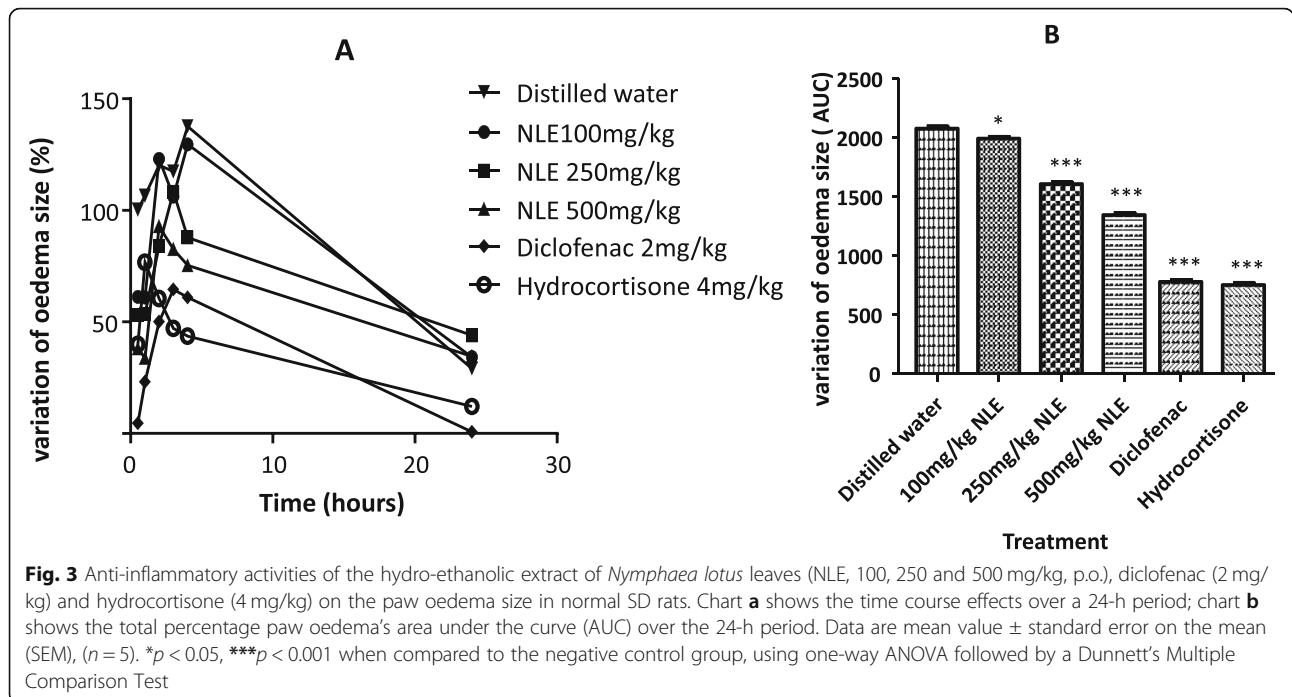 A
variation of oedema size (%)
150
100
50
0
10
20
30
Time (hours)
Distilled water
NLE100mg/kg
NLE 250mg/kg
NLE 500mg/kg
Diclofenac 2mg/kg
Hydrocortisone 4mg/kg
B
variation of oedema size ( AUC)
2500
2000
1500
1000
500
0
*
***
***
***
***
Distilled water
100mg/kg NLE
250mg/kg NLE
500mg/kg NLE
Diclofenac
Hydrocortisone
Treatment
Fig. 3 Anti-inflammatory activities of the hydro-ethanolic extract of Nymphaea lotus leaves (NLE, 100, 250 and 500 mg/kg, p.o.), diclofenac (2 mg/
kg) and hydrocortisone (4 mg/kg) on the paw oedema size in normal SD rats. Chart a shows the time course effects over a 24-h period; chart b
shows the total percentage paw oedema's area under the curve (AUC) over the 24-h period. Data are mean value ± standard error on the mean
(SEM), (n = 5). *p < 0.05, ***p < 0.001 when compared to the negative control group, using one-way ANOVA followed by a Dunnett's Multiple
Comparison Test